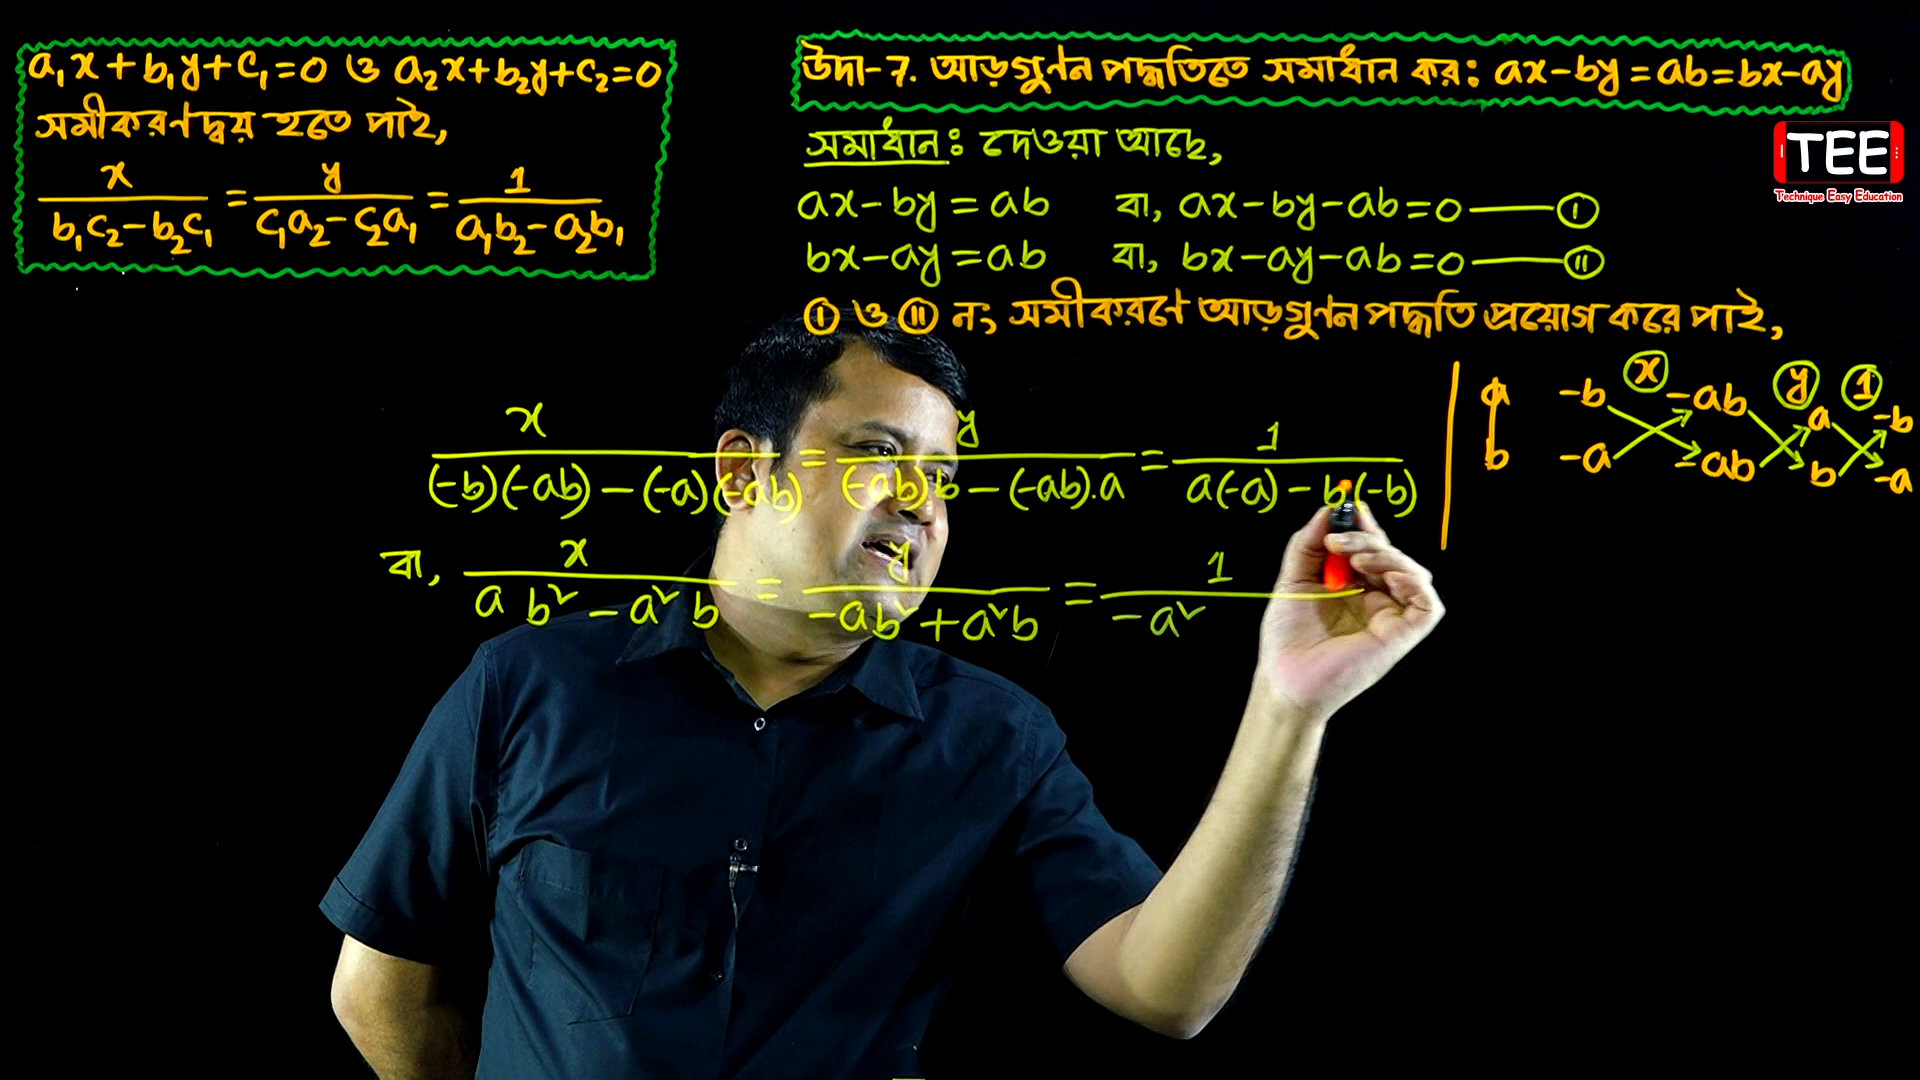 a₁x + b₁y + c₁ = 0 ও a₂x + b₂y + c₂ = 0
সমীকরণদ্বয় হতে পাই,
x/(b₁c₂ - b₂c₁) = y/(c₁a₂ - c₂a₁) = 1/(a₁b₂ - a₂b₁)
উদা-7. আড়গুণন পদ্ধতিতে সমাধান কর: ax - by = ab = bx - ay
TEE
Technique Easy Education
সমাধান: দেওয়া আছে,
ax - by = ab বা, ax - by - ab = 0 —— (i)
bx - ay = ab বা, bx - ay - ab = 0 —— (ii)
(i) ও (ii) নং সমীকরণে আড়গুণন পদ্ধতি প্রয়োগ করে পাই,
x/((-b)(-ab) - (-a)(-ab)) = y/((-ab)b - (-ab).a) = 1/(a(-a) - b(-b))
বা, x/(ab² - a²b) = y/(-ab² + a²b) = 1/(-a²
x y 1
a -b -ab a -b
b -a -ab b -a